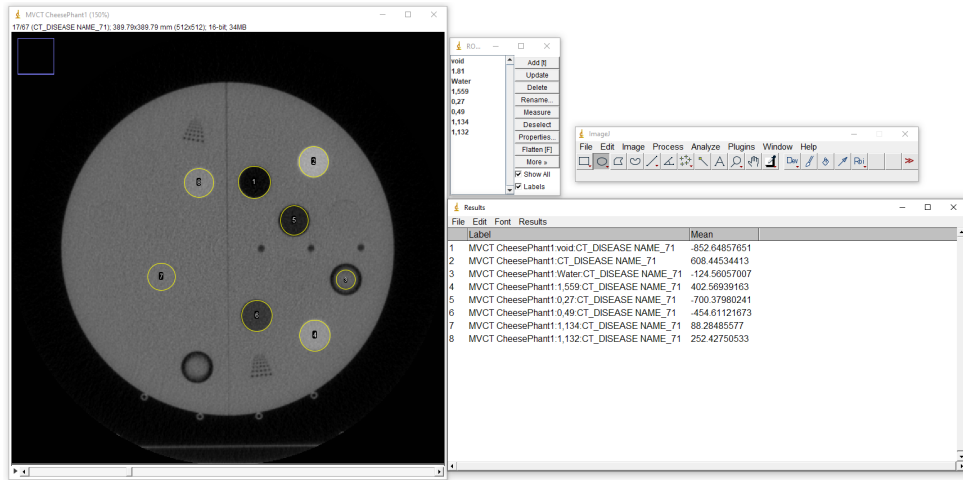 MVCT CheesePhant1 (150%)
17/67 (CT_DISEASE NAME_71); 389.79x389.79 mm (512x512); 16-bit; 34MB
2
8
1
5
7
6
4
RO...
void
1.81
Water
1,559
0,27
0,49
1,134
1,132
Add [t]
Update
Delete
Rename...
Measure
Deselect
Properties...
Flatten [F]
More »
Show All
Labels
ImageJ
File Edit Image Process Analyze Plugins Window Help
Dev
Roi
Results
File Edit Font Results
Label Mean
1 MVCT CheesePhant1:void:CT_DISEASE NAME_71 -852.64857651
2 MVCT CheesePhant1:CT_DISEASE NAME_71 608.44534413
3 MVCT CheesePhant1:Water:CT_DISEASE NAME_71 -124.56057007
4 MVCT CheesePhant1:1,559:CT_DISEASE NAME_71 402.56939163
5 MVCT CheesePhant1:0,27:CT_DISEASE NAME_71 -700.37980241
6 MVCT CheesePhant1:0,49:CT_DISEASE NAME_71 -454.61121673
7 MVCT CheesePhant1:1,134:CT_DISEASE NAME_71 88.28485577
8 MVCT CheesePhant1:1,132:CT_DISEASE NAME_71 252.42750533